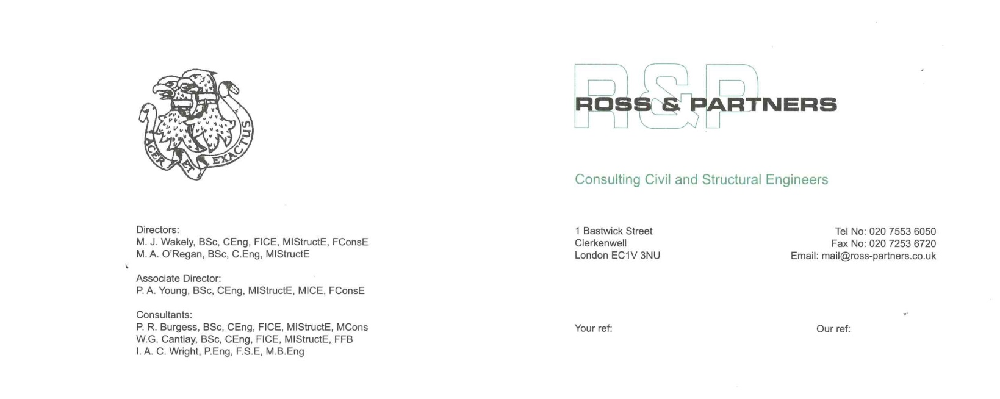 ACER ET EXACTUS
Directors:
M. J. Wakely, BSc, CEng, FICE, MIStructE, FConsE
M. A. O'Regan, BSc, C.Eng, MIStructE
Associate Director:
P. A. Young, BSc, CEng, MIStructE, MICE, FConsE
Consultants:
P. R. Burgess, BSc, CEng, FICE, MIStructE, MCons
W.G. Cantlay, BSc, CEng, FICE, MIStructE, FFB
I. A. C. Wright, P.Eng, F.S.E, M.B.Eng
R&P
ROSS & PARTNERS
Consulting Civil and Structural Engineers
1 Bastwick Street
Clerkenwell
London EC1V 3NU
Tel No: 020 7553 6050
Fax No: 020 7253 6720
Email: mail@ross-partners.co.uk
Your ref:
Our ref: